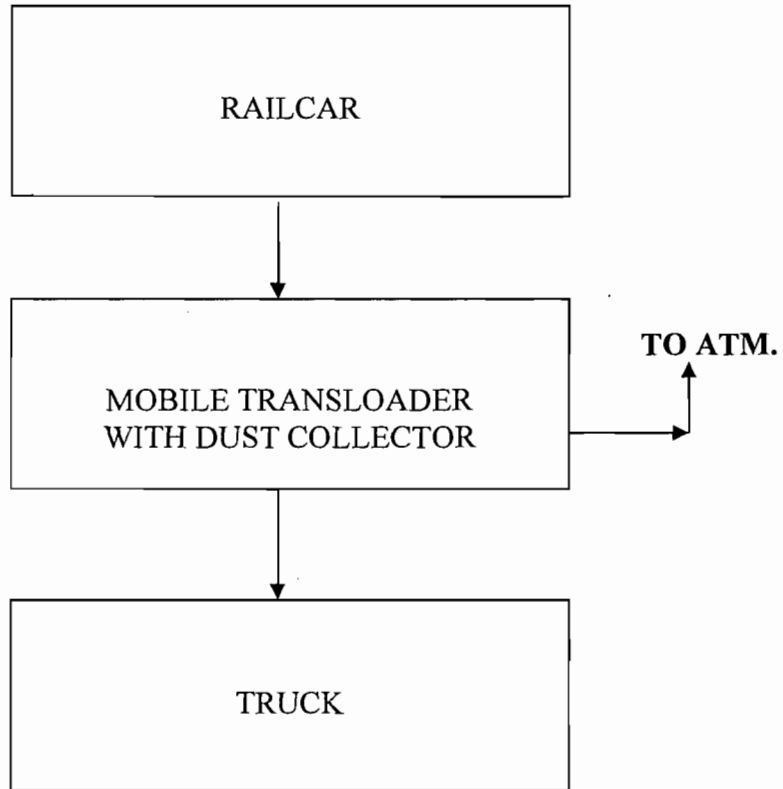 RAILCAR
TO ATM.
MOBILE TRANSLOADER
WITH DUST COLLECTOR
TRUCK